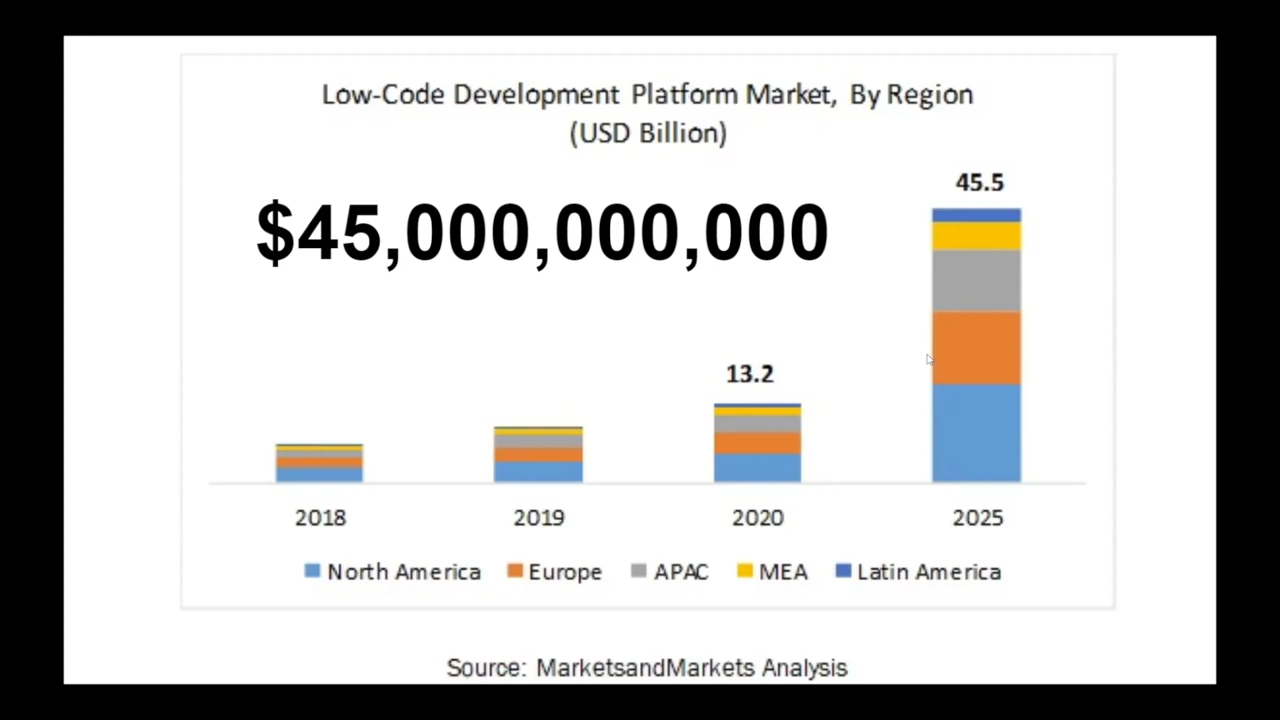 Low-Code Development Platform Market, By Region
(USD Billion)
$45,000,000,000
45.5
13.2
2018 2019 2020 2025
North America Europe APAC MEA Latin America
Source: MarketsandMarkets Analysis